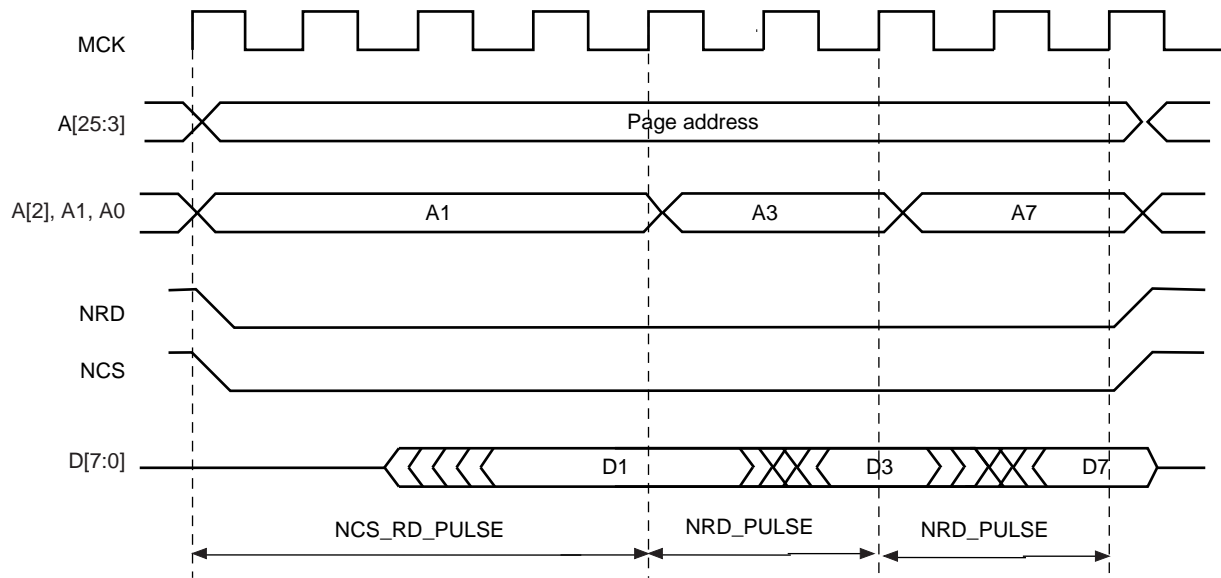 MCK
A[25:3]
Page address
A[2], A1, A0
A1
A3
A7
NRD
NCS
D[7:0]
D1
D3
D7
NCS_RD_PULSE
NRD_PULSE
NRD_PULSE